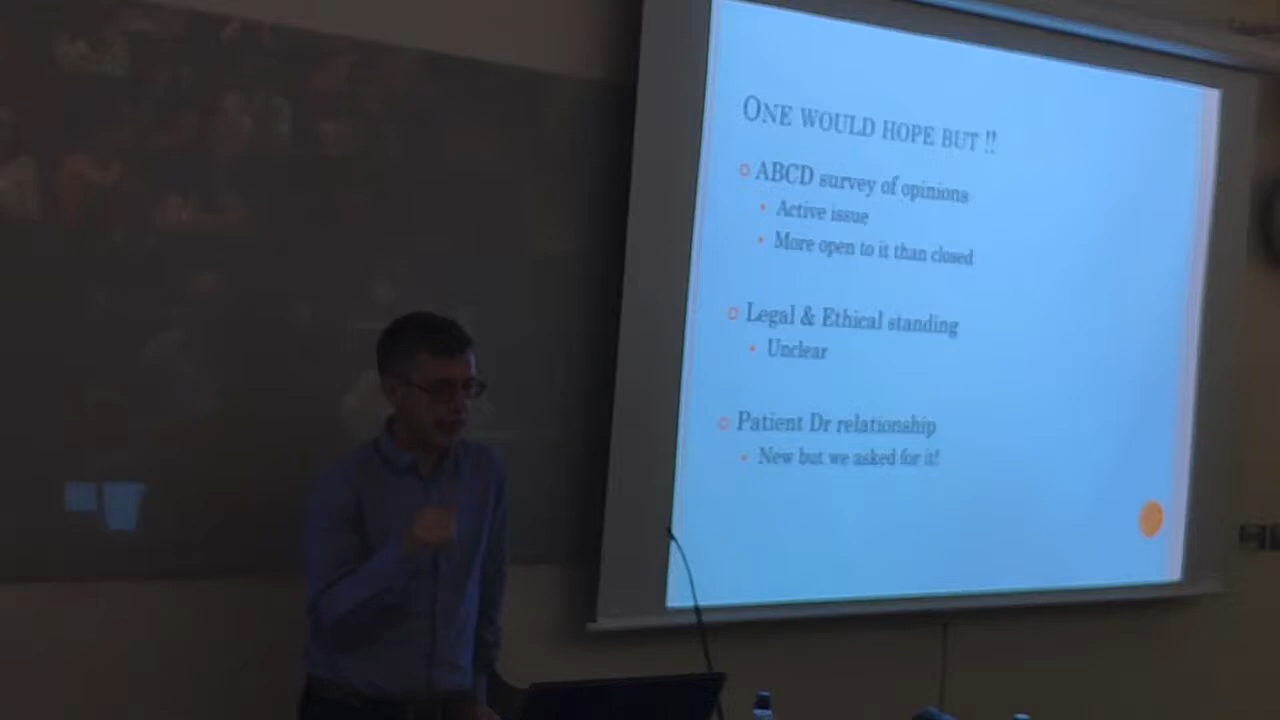 ONE WOULD HOPE BUT !!
ABCD survey of opinions
Active issue
More open to it than closed
Legal & Ethical standing
Unclear
Patient Dr relationship
New but we asked for it!